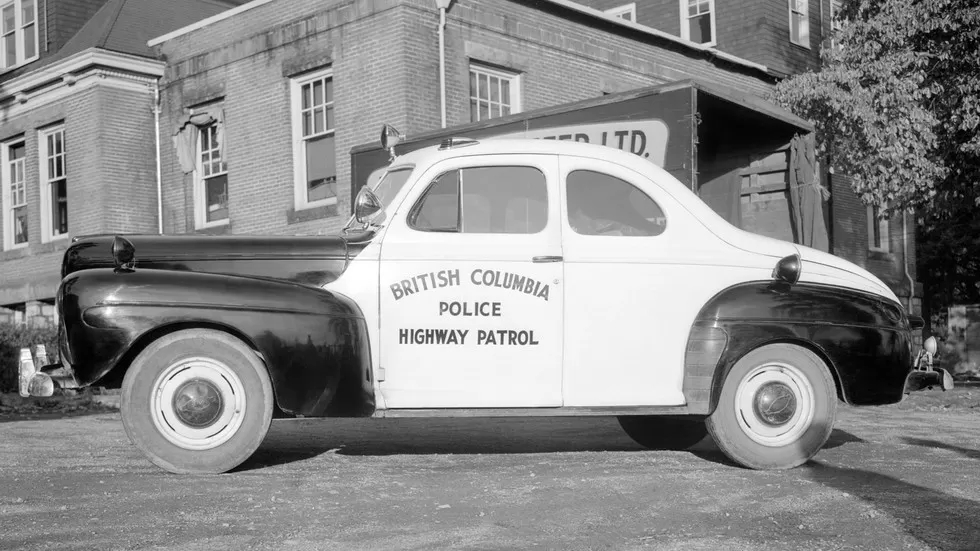 LTD.
BRITISH COLUMBIA
POLICE
HIGHWAY PATROL